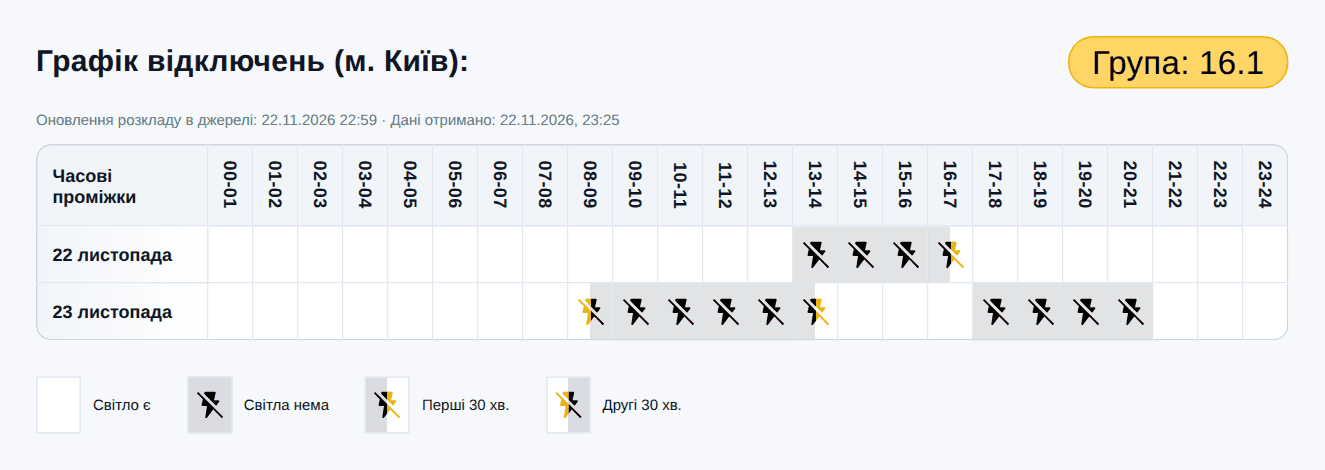 Графік відключень (м. Київ):
Група: 16.1
Оновлення розкладу в джерелі: 22.11.2026 22:59 · Дані отримано: 22.11.2026, 23:25
Часові
проміжки
00-01
01-02
02-03
03-04
04-05
05-06
06-07
07-08
08-09
09-10
10-11
11-12
12-13
13-14
14-15
15-16
16-17
17-18
18-19
19-20
20-21
21-22
22-23
23-24
22 листопада
23 листопада
Світло є
Світла нема
Перші 30 хв.
Другі 30 хв.